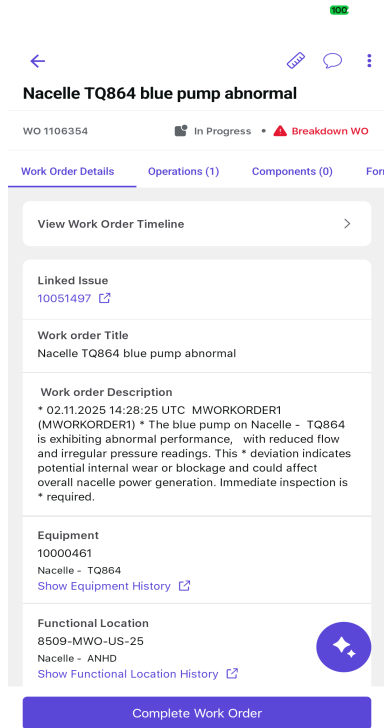 100
Nacelle TQ864 blue pump abnormal
WO 1106354 In Progress • Breakdown WO
Work Order Details Operations (1) Components (0) For
View Work Order Timeline
Linked Issue
10051497
Work order Title
Nacelle TQ864 blue pump abnormal
Work order Description
* 02.11.2025 14:28:25 UTC MWORKORDER1
(MWORKORDER1) * The blue pump on Nacelle - TQ864
is exhibiting abnormal performance, with reduced flow
and irregular pressure readings. This * deviation indicates
potential internal wear or blockage and could affect
overall nacelle power generation. Immediate inspection is
* required.
Equipment
10000461
Nacelle - TQ864
Show Equipment History
Functional Location
8509-MWO-US-25
Nacelle - ANHD
Show Functional Location History
Complete Work Order